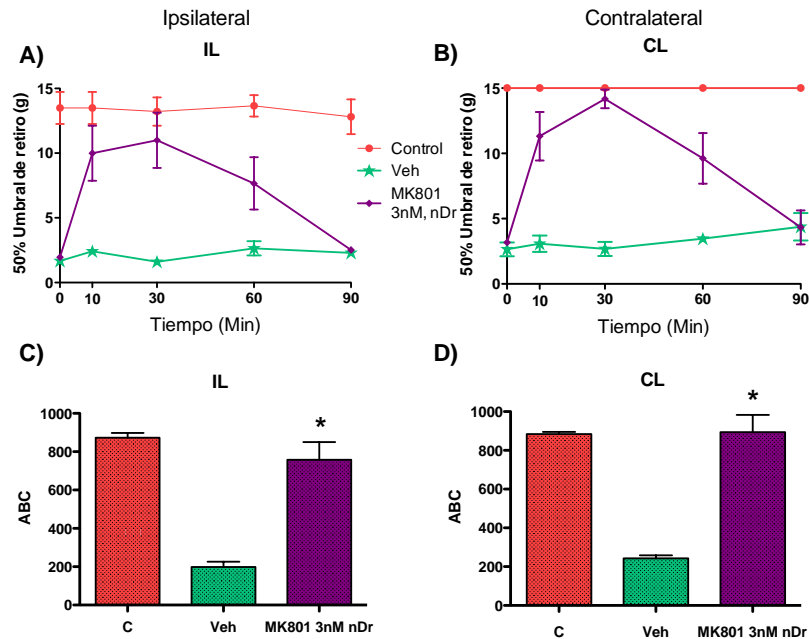 Ipsilateral
Contralateral
A)
IL
B)
CL
50% Umbral de retiro (g)
15
10
5
0
0 10 30 60 90
Tiempo (Min)
Control
Veh
MK801
3nM, nDr
50% Umbral de retiro (g)
15
10
5
0
0 10 30 60 90
Tiempo (Min)
C)
IL
ABC
1000
800
600
400
200
0
*
C Veh MK801 3nM nDr
D)
CL
ABC
1000
800
600
400
200
0
*
C Veh MK801 3nM nDr